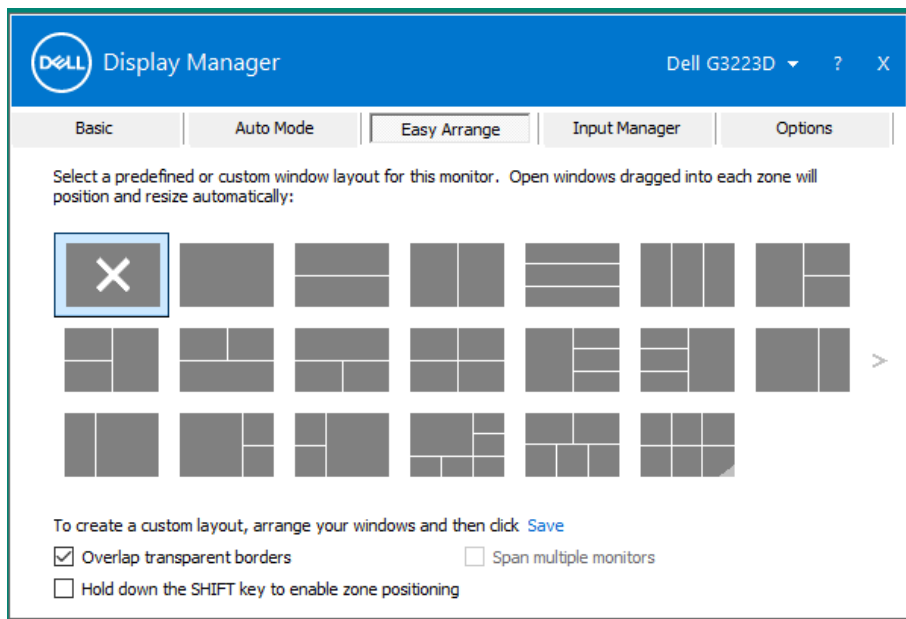 DELL Display Manager Dell G3223D ? X
Basic Auto Mode Easy Arrange Input Manager Options
Select a predefined or custom window layout for this monitor. Open windows dragged into each zone will
position and resize automatically:
>
To create a custom layout, arrange your windows and then click Save
Overlap transparent borders Span multiple monitors
Hold down the SHIFT key to enable zone positioning